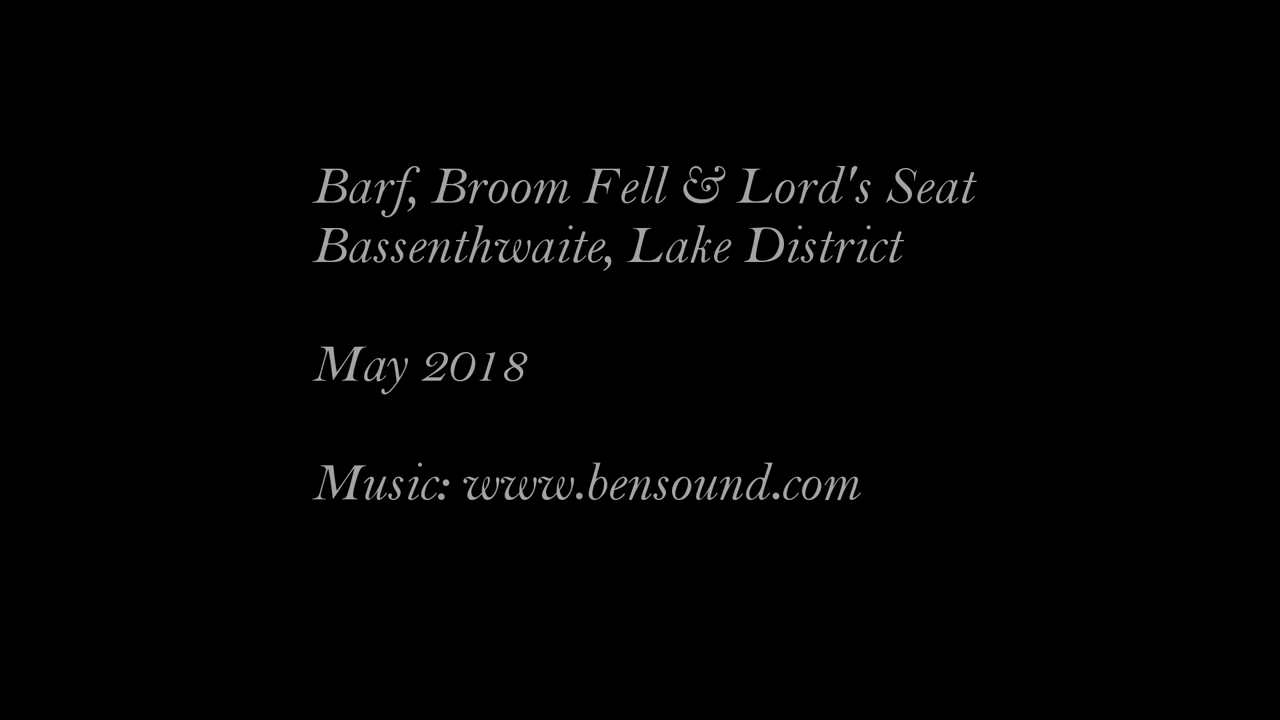 Barf, Broom Fell & Lord's Seat
Bassenthwaite, Lake District
May 2018
Music: www.bensound.com